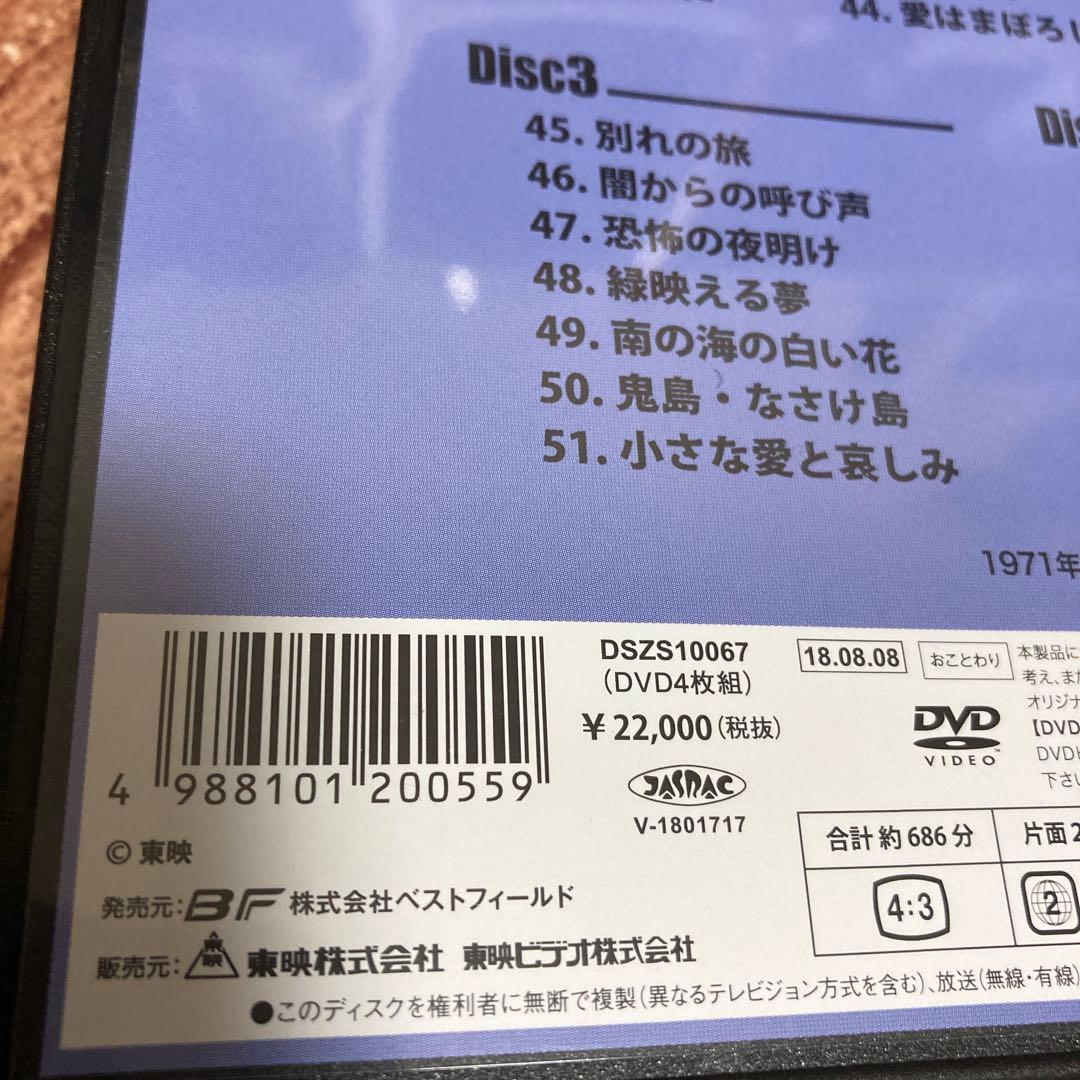 44. 愛はまぼろし
Disc3
45. 別れの旅
46. 闇からの呼び声
47. 恐怖の夜明け
48. 緑映える夢
49. 南の海の白い花
50. 鬼島・なさけ島
51. 小さな愛と哀しみ
1971年
4 988101 200559
DSZS10067
(DVD4枚組)
¥22,000(税抜)
JASRAC
V-1801717
18.08.08
おことわり
本製品に
考え、また
オリジナ
【DVD
DVDビ
下さい
DVD
VIDEO
合計 約 686 分
片面 2
4:3
2
© 東映
発売元:BF 株式会社ベストフィールド
販売元:東映 東映株式会社 東映ビデオ株式会社
●このディスクを権利者に無断で複製(異なるテレビジョン方式を含む)、放送(無線・有線)